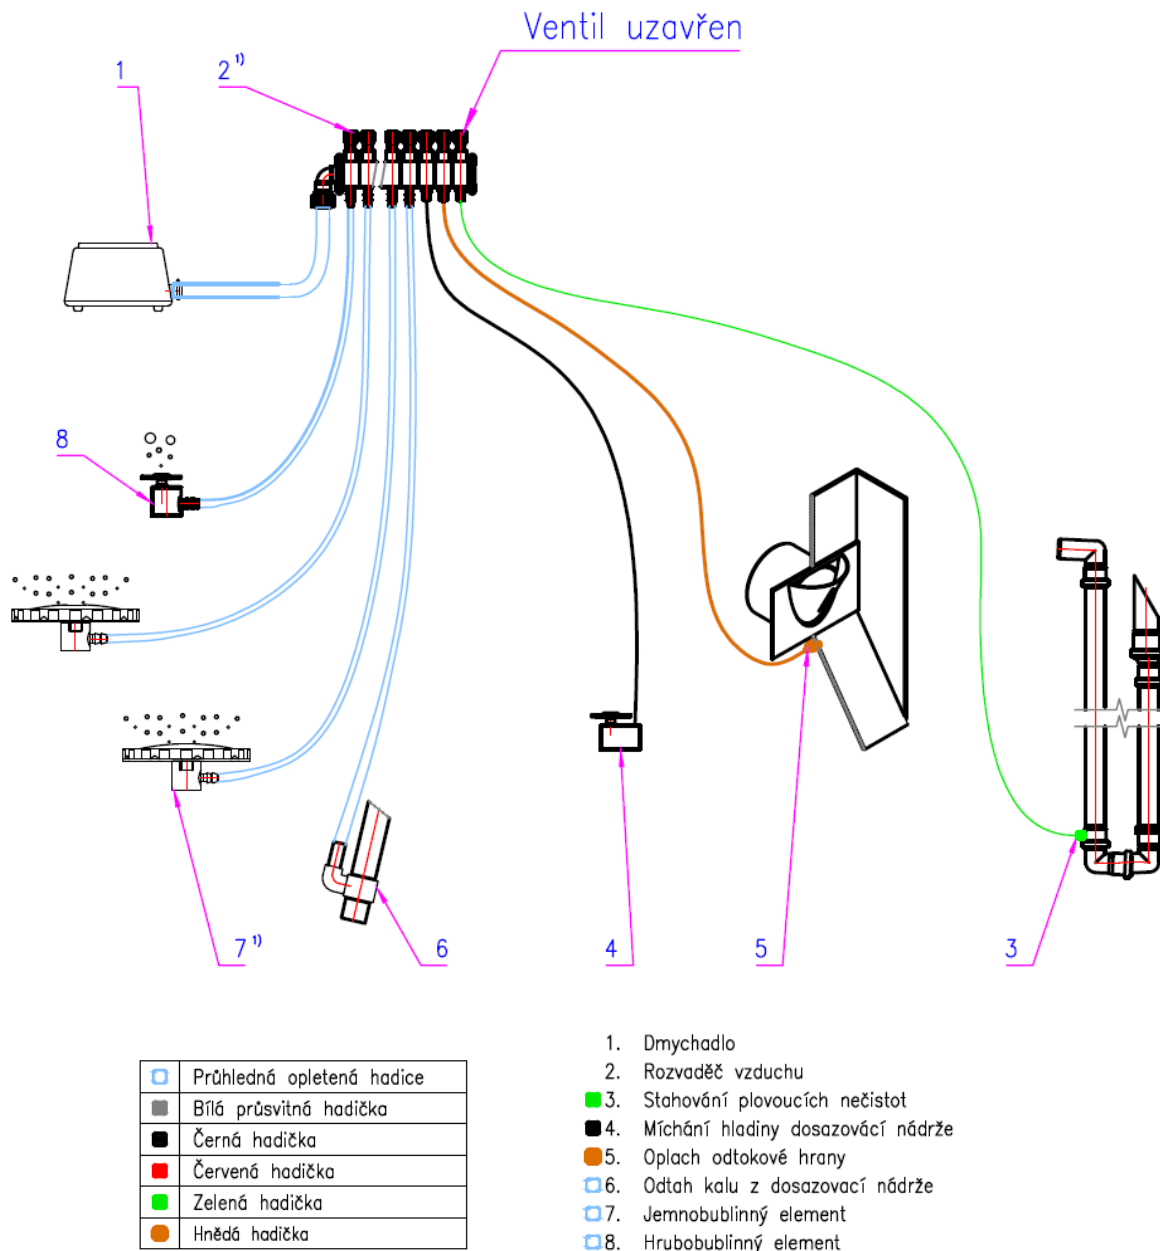 Ventil uzavřen
1
2 1)
8
7 1)
6
4
5
3
Průhledná opletená hadice
Bílá průsvitná hadička
Černá hadička
Červená hadička
Zelená hadička
Hnědá hadička
1. Dmychadlo
2. Rozvaděč vzduchu
3. Stahování plovoucích nečistot
4. Míchání hladiny dosazovácí nádrže
5. Oplach odtokové hrany
6. Odtah kalu z dosazovací nádrže
7. Jemnobublinný element
8. Hrubobublinný element